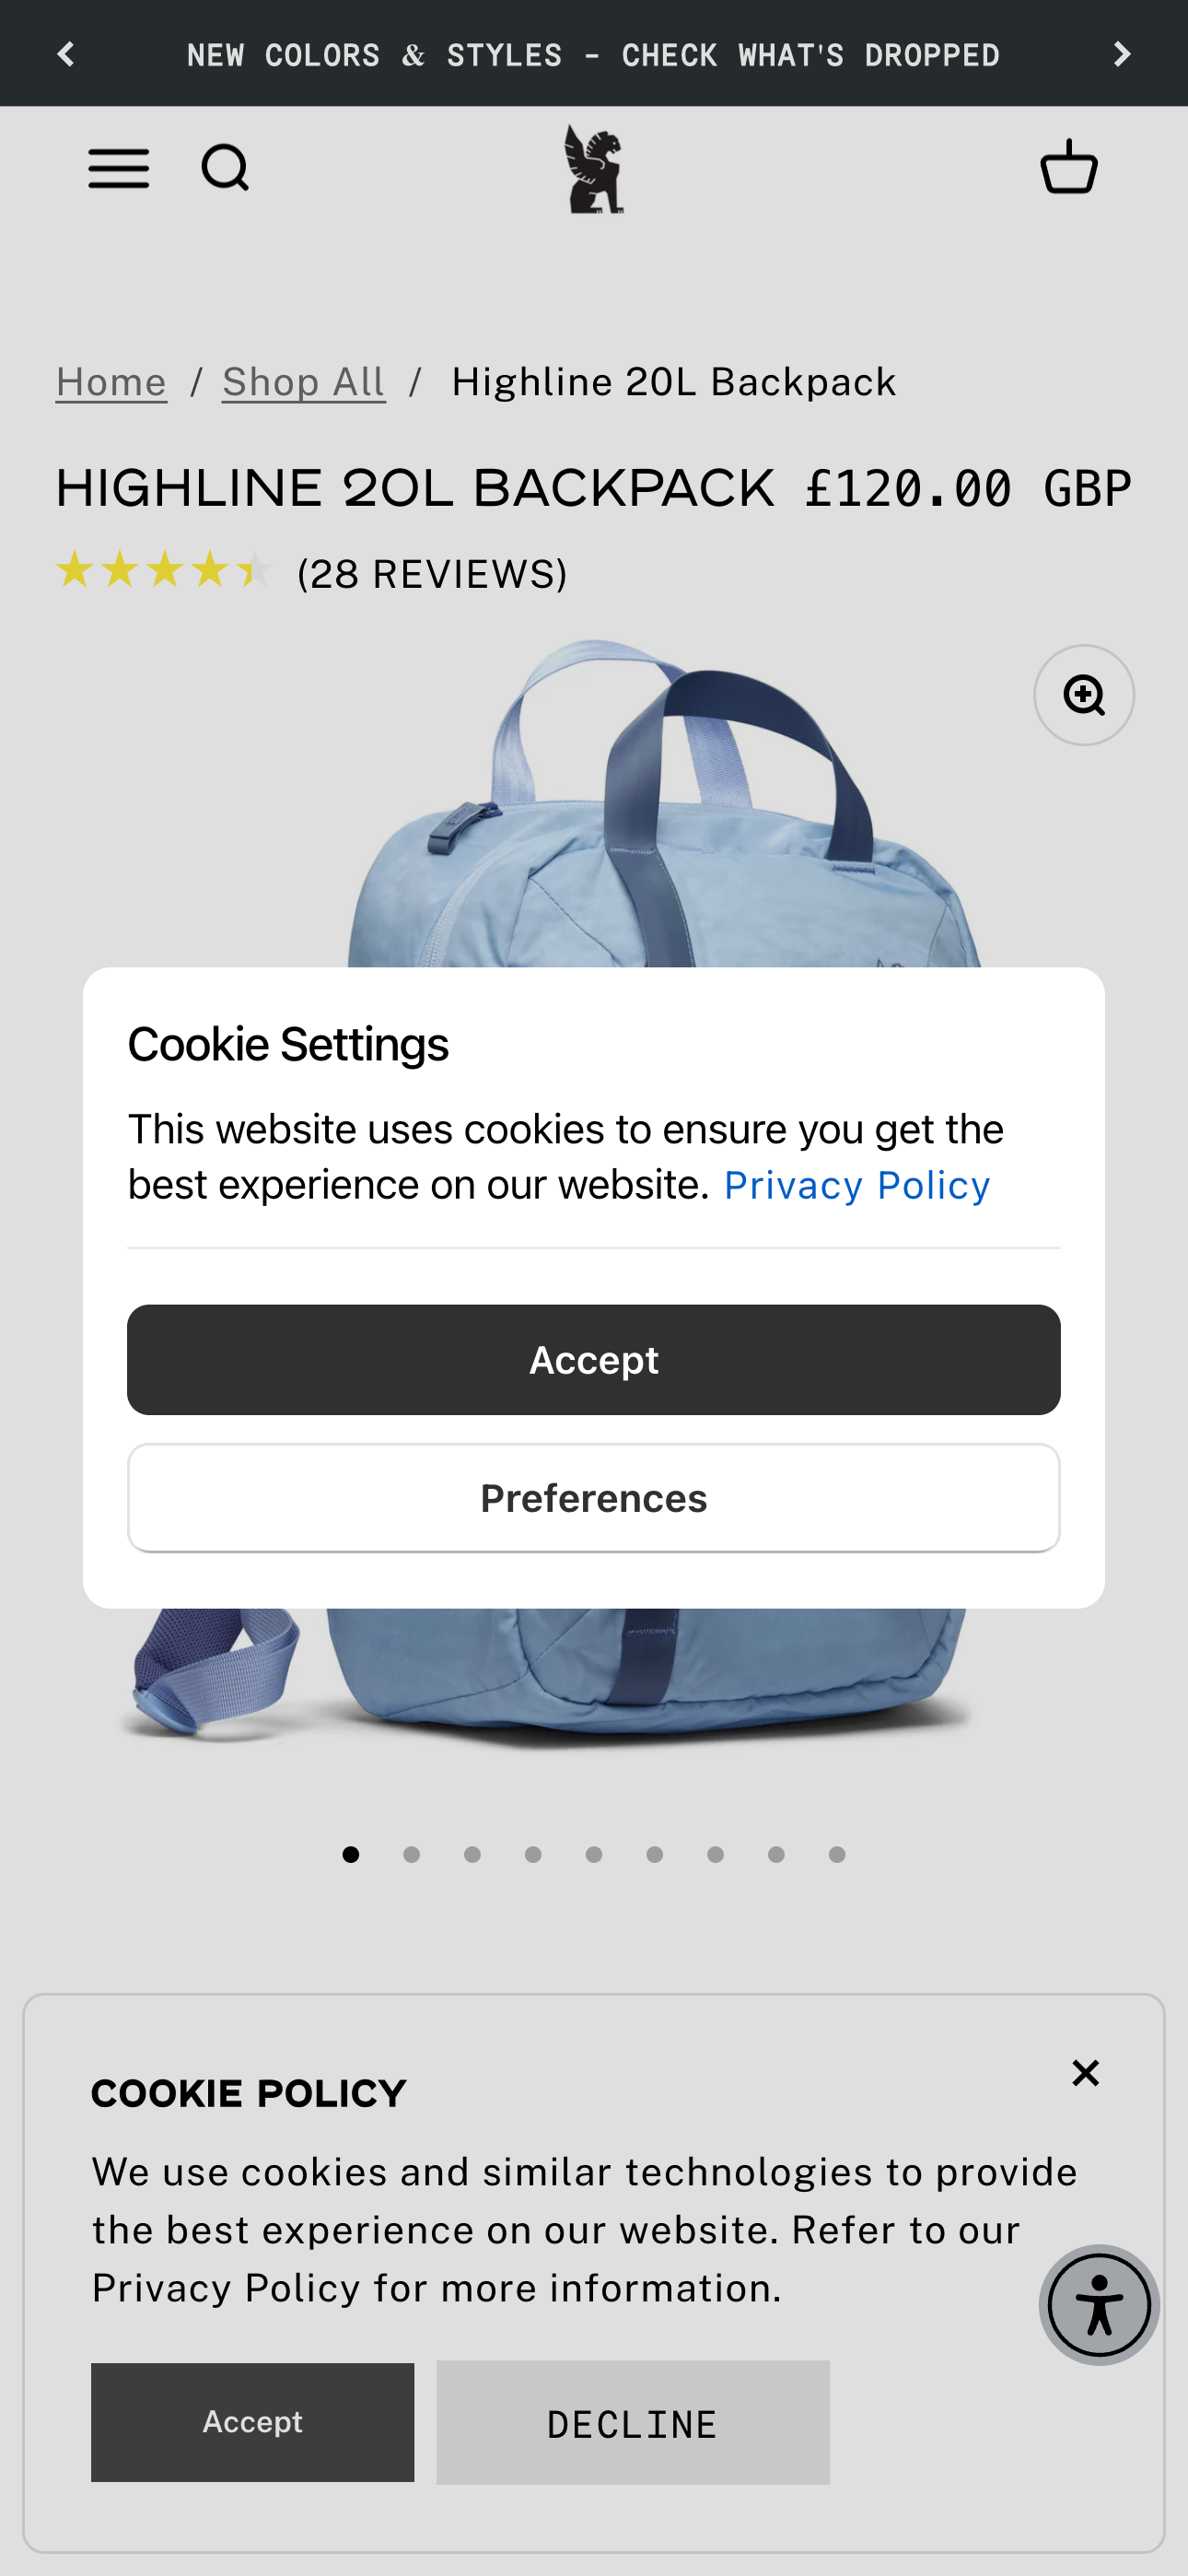 NEW COLORS & STYLES - CHECK WHAT'S DROPPED
Home / Shop All / Highline 20L Backpack
HIGHLINE 20L BACKPACK £120.00 GBP
(28 REVIEWS)
Cookie Settings
This website uses cookies to ensure you get the
best experience on our website. Privacy Policy
Accept
Preferences
COOKIE POLICY
We use cookies and similar technologies to provide
the best experience on our website. Refer to our
Privacy Policy for more information.
Accept
DECLINE